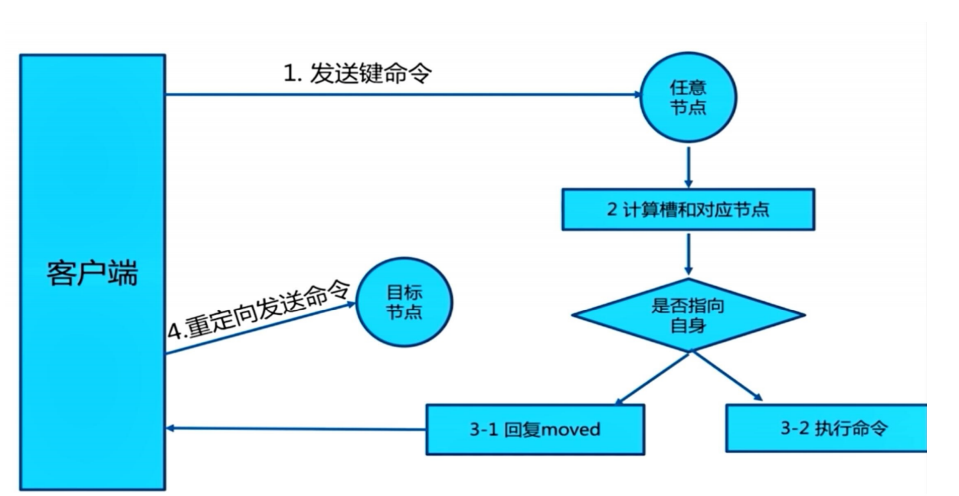 1. 发送键命令
任意
节点
2 计算槽和对应节点
客户端
4.重定向发送命令
目标
节点
是否指向
自身
3-1 回复moved
3-2 执行命令